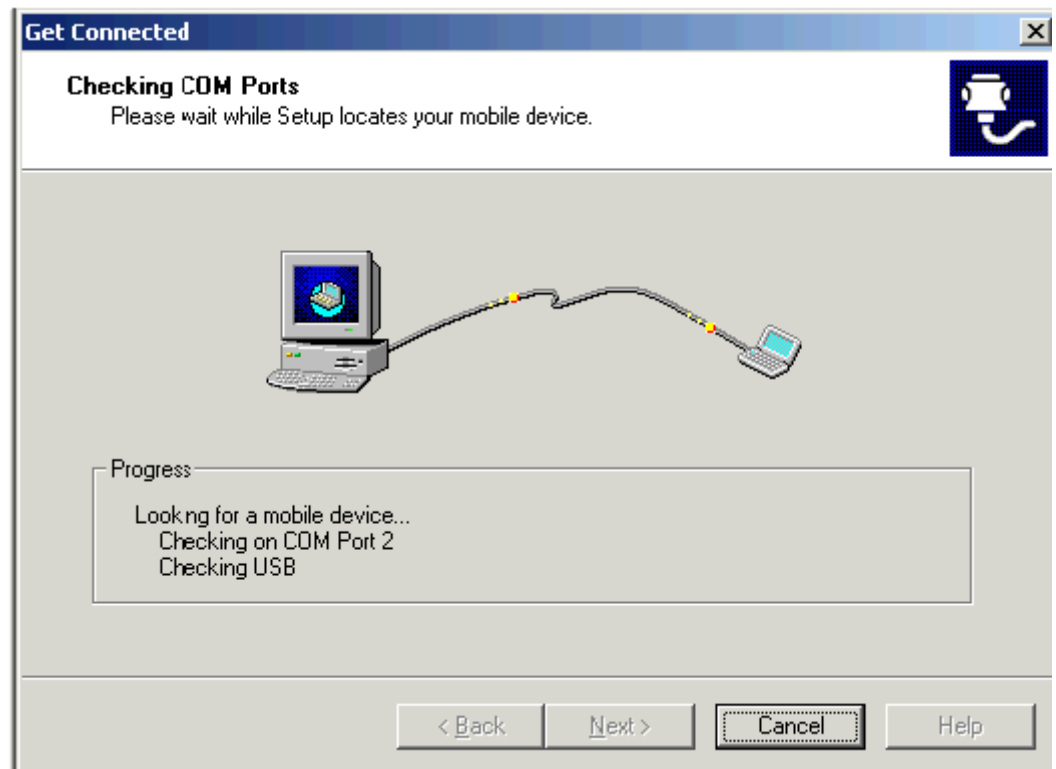 Get Connected
Checking COM Ports
Please wait while Setup locates your mobile device.
Progress
Looking for a mobile device...
Checking on COM Port 2
Checking USB
< Back
Next >
Cancel
Help